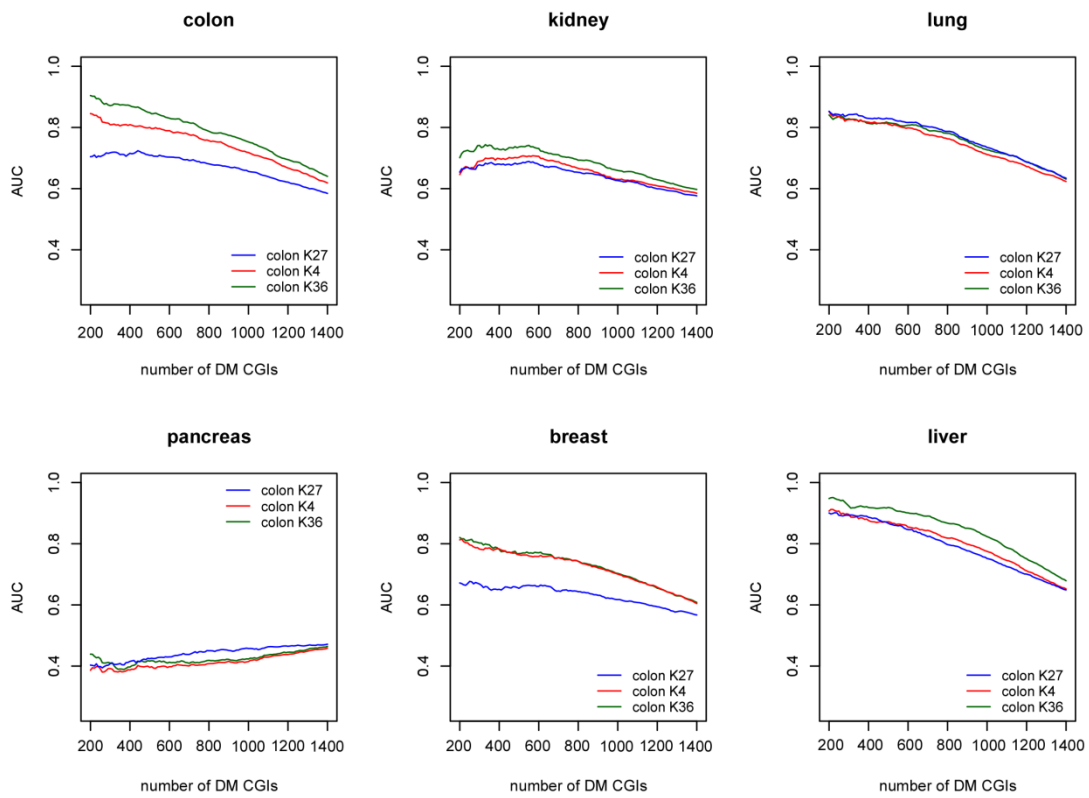 colon
kidney
lung
AUC
1.0
0.8
0.6
0.4
colon K27
colon K4
colon K36
200 400 600 800 1000 1400
number of DM CGIs
AUC
1.0
0.8
0.6
0.4
colon K27
colon K4
colon K36
200 400 600 800 1000 1400
number of DM CGIs
AUC
1.0
0.8
0.6
0.4
colon K27
colon K4
colon K36
200 400 600 800 1000 1400
number of DM CGIs
pancreas
breast
liver
AUC
1.0
0.8
0.6
0.4
colon K27
colon K4
colon K36
200 400 600 800 1000 1400
number of DM CGIs
AUC
1.0
0.8
0.6
0.4
colon K27
colon K4
colon K36
200 400 600 800 1000 1400
number of DM CGIs
AUC
1.0
0.8
0.6
0.4
colon K27
colon K4
colon K36
200 400 600 800 1000 1400
number of DM CGIs